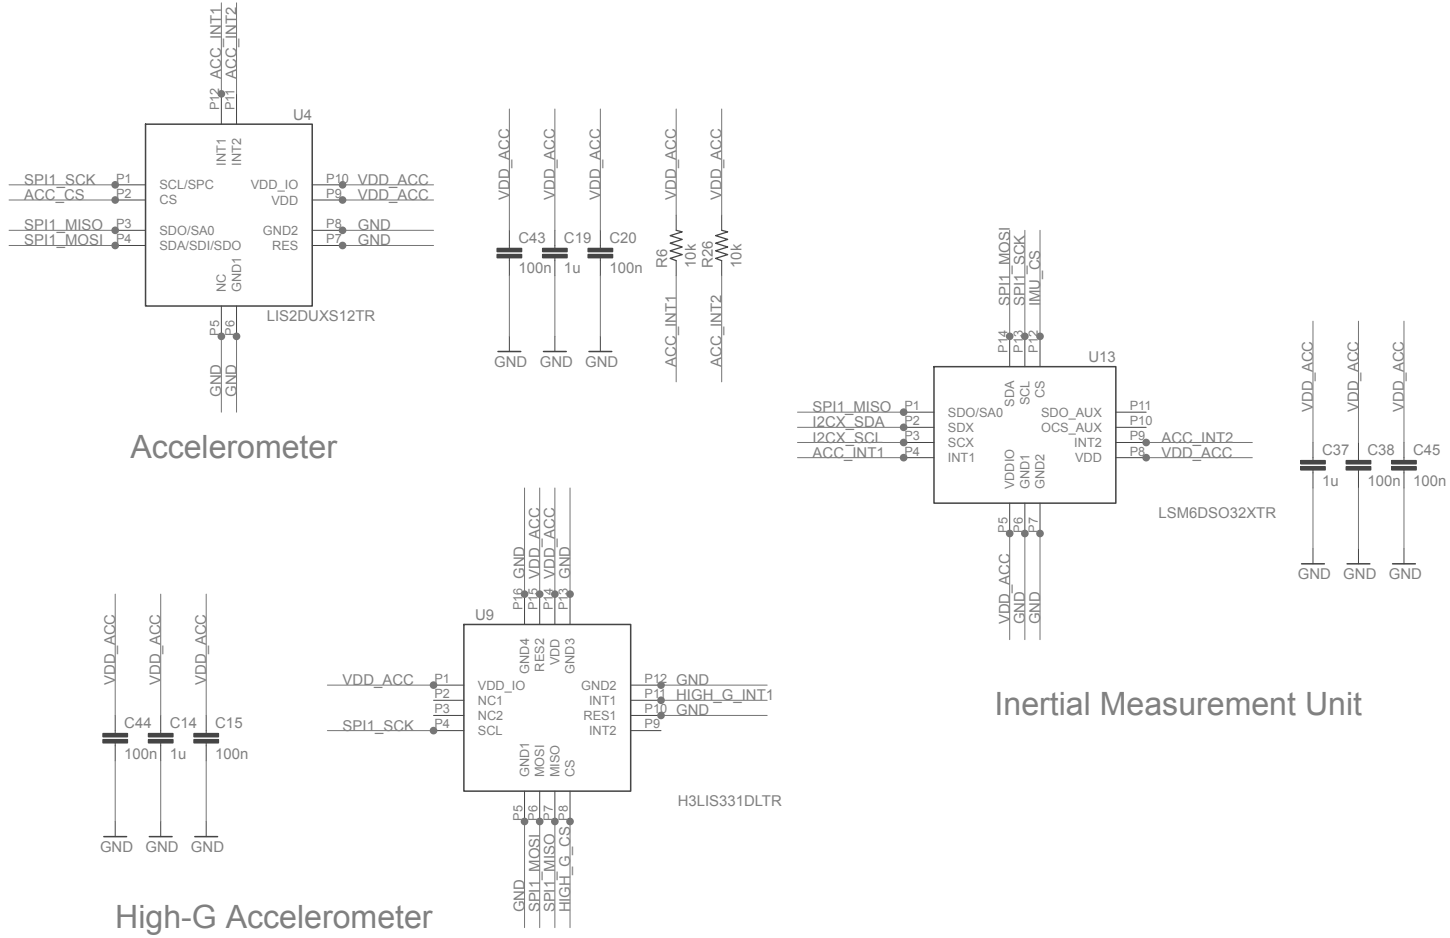 ACC_INT1
ACC_INT2
P12
P11
U4
INT1
INT2
SPI1_SCK P1 SCL/SPC VDD_IO P10 VDD_ACC
ACC_CS P2 CS VDD P9 VDD_ACC
SPI1_MISO P3 SDO/SA0 GND2 P8 GND
SPI1_MOSI P4 SDA/SDI/SDO RES P7 GND
NC
GND1
LIS2DUXS12TR
P5
P6
GND
GND
Accelerometer
VDD_ACC
VDD_ACC
VDD_ACC
VDD_ACC
VDD_ACC
C43 C19 C20
100n 1u 100n
R6
10k
R26
10k
ACC_INT1
ACC_INT2
GND GND GND
SPI1_MOSI
SPI1_SCK
IMU_CS
P14
P13
P12
U13
SDA
SCL
CS
SPI1_MISO P1 SDO/SA0 SDO_AUX P11
I2CX_SDA P2 SDX OCS_AUX P10
I2CX_SCL P3 SCX INT2 P9 ACC_INT2
ACC_INT1 P4 INT1 VDD P8 VDD_ACC
VDDIO
GND1
GND2
LSM6DSO32XTR
P5
P6
P7
VDD_ACC
GND
GND
VDD_ACC
VDD_ACC
VDD_ACC
C37 C38 C45
1u 100n 100n
GND GND GND
Inertial Measurement Unit
GND
VDD_ACC
VDD_ACC
GND
P16
P15
P14
P13
U9
GND4
RES2
VDD
GND3
VDD_ACC P1 VDD_IO GND2 P12 GND
P2 NC1 INT1 P11 HIGH_G_INT1
P3 NC2 RES1 P10 GND
SPI1_SCK P4 SCL INT2 P9
GND1
MOSI
MISO
CS
H3LIS331DLTR
P5
P6
P7
P8
GND
SPI1_MOSI
SPI1_MISO
HIGH_G_CS
VDD_ACC
VDD_ACC
VDD_ACC
C44 C14 C15
100n 1u 100n
GND GND GND
High-G Accelerometer